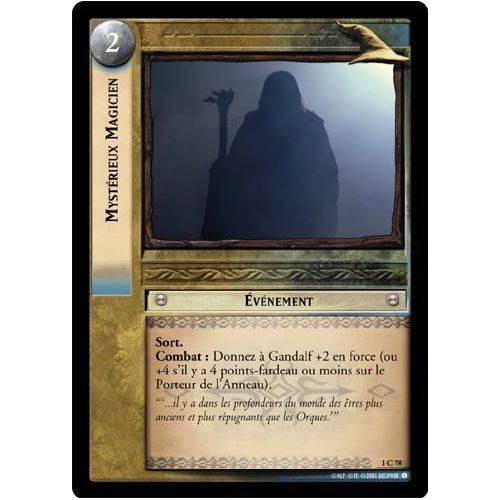 2
MYSTÉRIEUX MAGICIEN
ÉVÉNEMENT
Sort.
Combat : Donnez à Gandalf +2 en force (ou
+4 s'il y a 4 points-fardeau ou moins sur le
Porteur de l'Anneau).
“‘...il y a dans les profondeurs du monde des êtres plus
anciens et plus répugnants que les Orques.’”
1 C 78